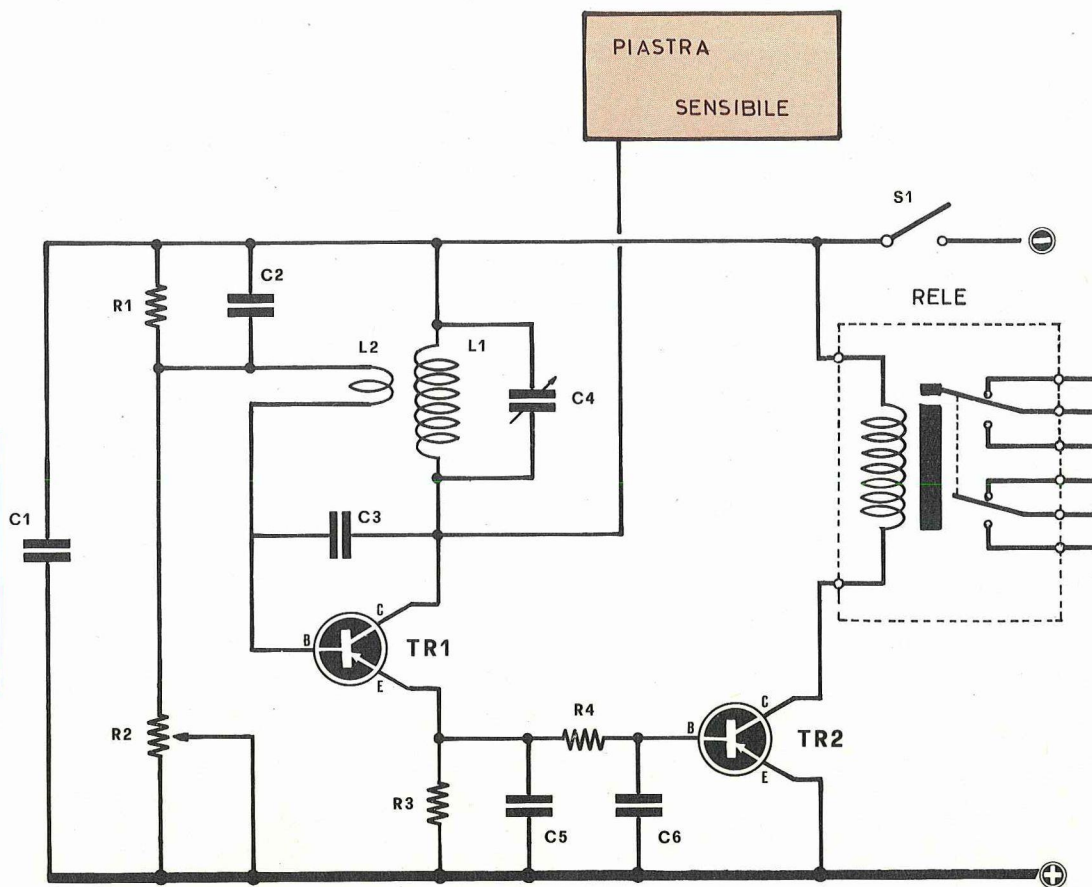 PIASTRA
SENSIBILE
S1
C2
R1
RELE
L2
L1
C4
C1
C3
C
B
TR1
E
R4
C
R2
B
TR2
R3
E
C5
C6